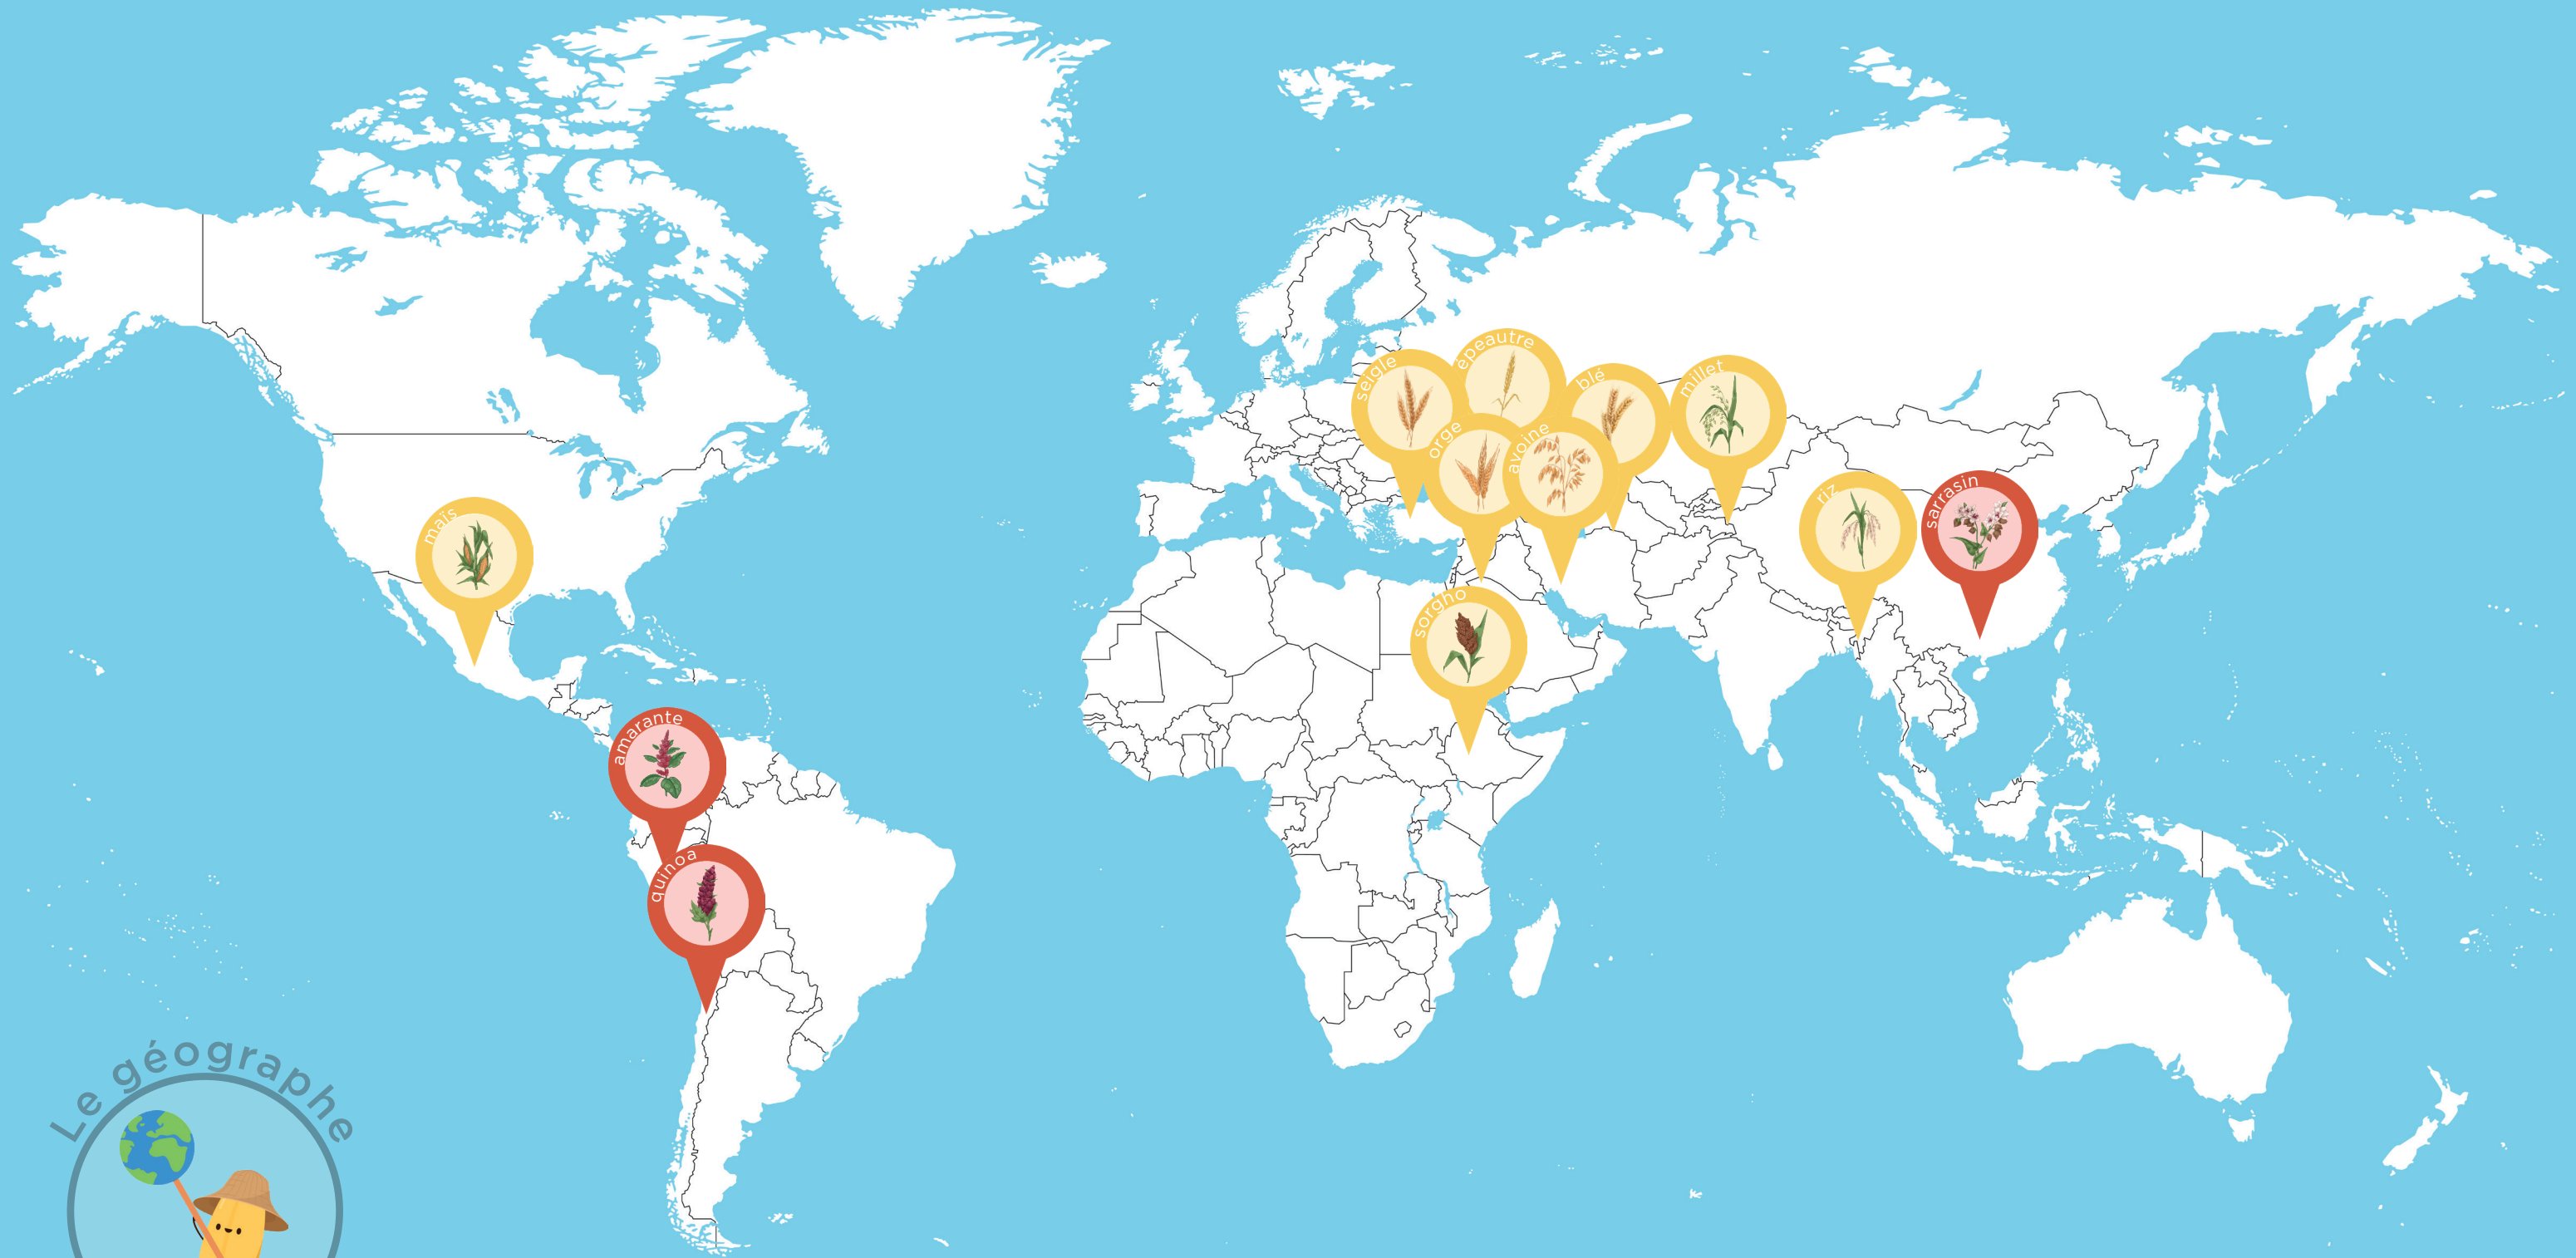 seigle
épeautre
blé
millet
orge
avoine
riz
sarrasin
maïs
sorgho
amarante
quinoa
Le géographe